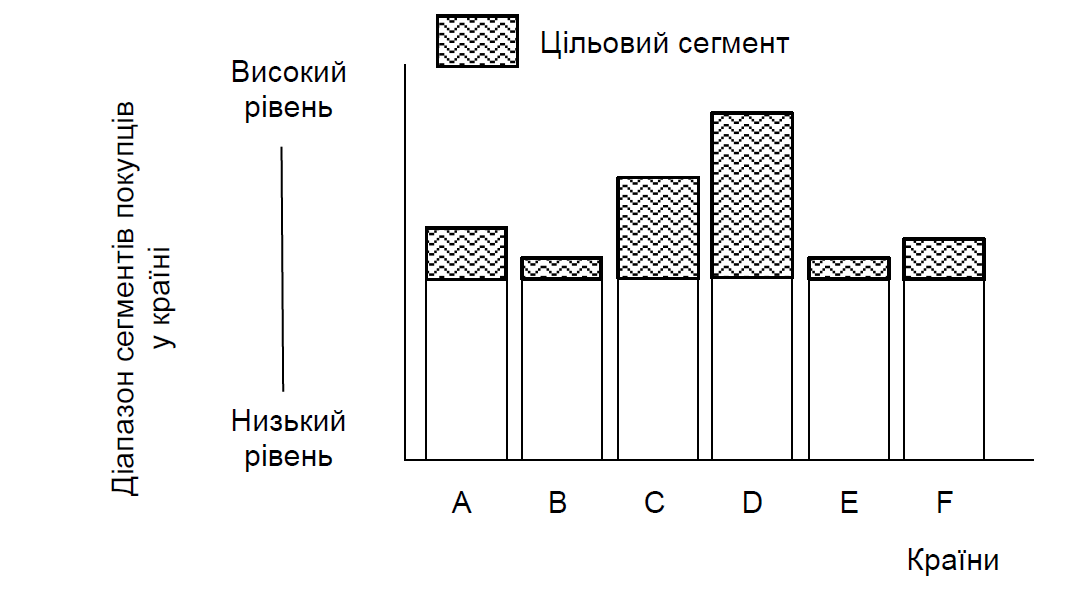 Цільовий сегмент
Високий
рівень
Діапазон сегментів покупців
у країні
Низький
рівень
A
B
C
D
E
F
Країни